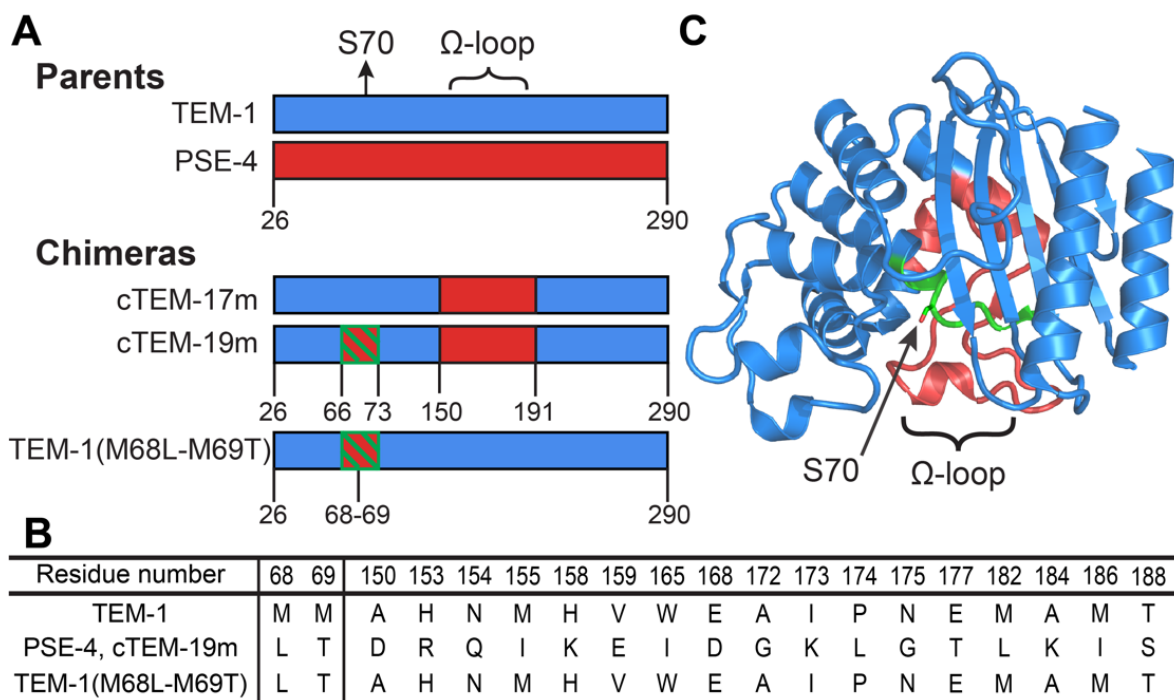 A
C
S70
Ω-loop
Parents
TEM-1
PSE-4
26 290
Chimeras
cTEM-17m
cTEM-19m
26 66 73 150 191 290
TEM-1(M68L-M69T)
26 68-69 290
S70
Ω-loop
B
Residue number 68 69 150 153 154 155 158 159 165 168 172 173 174 175 177 182 184 186 188
TEM-1 M M A H N M H V W E A I P N E M A M T
PSE-4, cTEM-19m L T D R Q I K E I D G K L G T L K I S
TEM-1(M68L-M69T) L T A H N M H V W E A I P N E M A M T